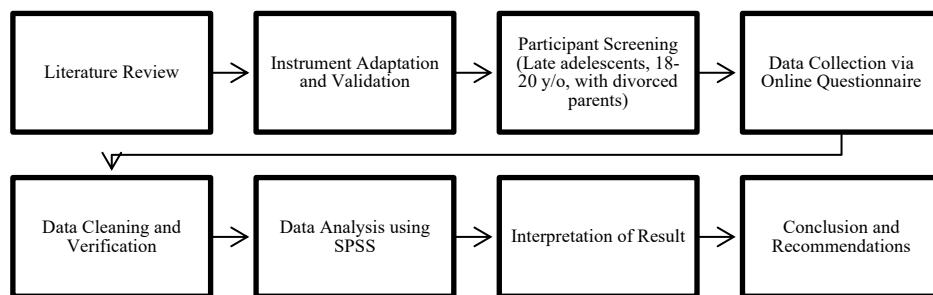 Literature Review
Instrument Adaptation
and Validation
Participant Screening
(Late adelescents, 18-
20 y/o, with divorced
parents)
Data Collection via
Online Questionnaire
Data Cleaning and
Verification
Data Analysis using
SPSS
Interpretation of Result
Conclusion and
Recommendations